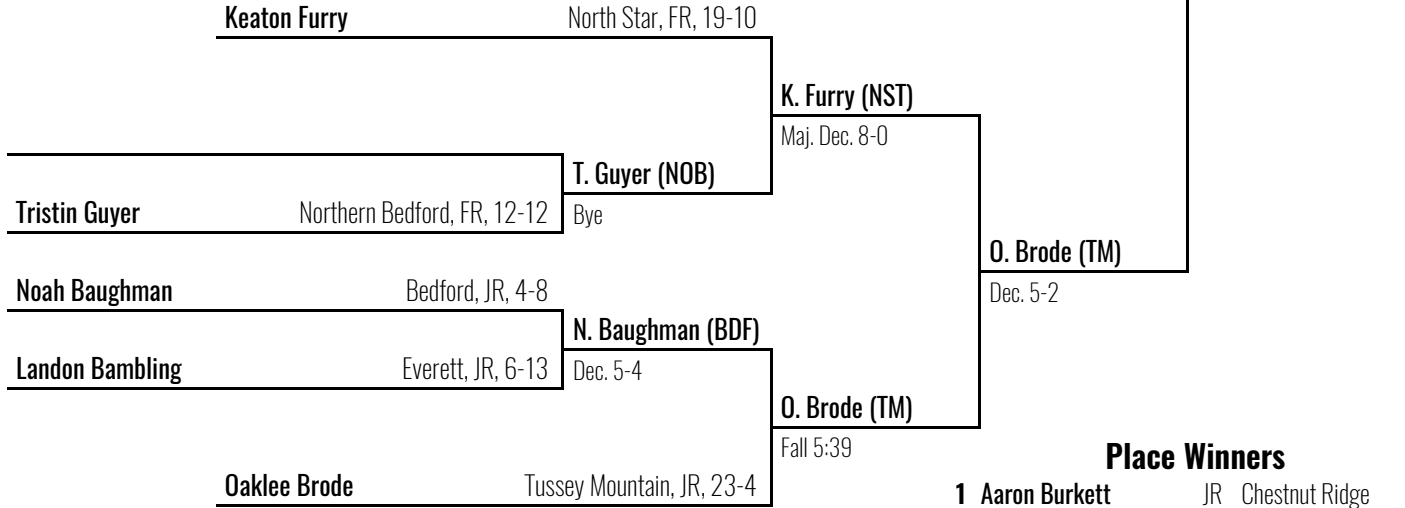 Keaton Furry North Star, FR, 19-10
K. Furry (NST)
Maj. Dec. 8-0
T. Guyer (NOB)
Tristin Guyer Northern Bedford, FR, 12-12
Bye
O. Brode (TM)
Dec. 5-2
Noah Baughman Bedford, JR, 4-8
N. Baughman (BDF)
Landon Bambling Everett, JR, 6-13
Dec. 5-4
O. Brode (TM)
Fall 5:39
Oaklee Brode Tussey Mountain, JR, 23-4
Place Winners
1 Aaron Burkett JR Chestnut Ridge